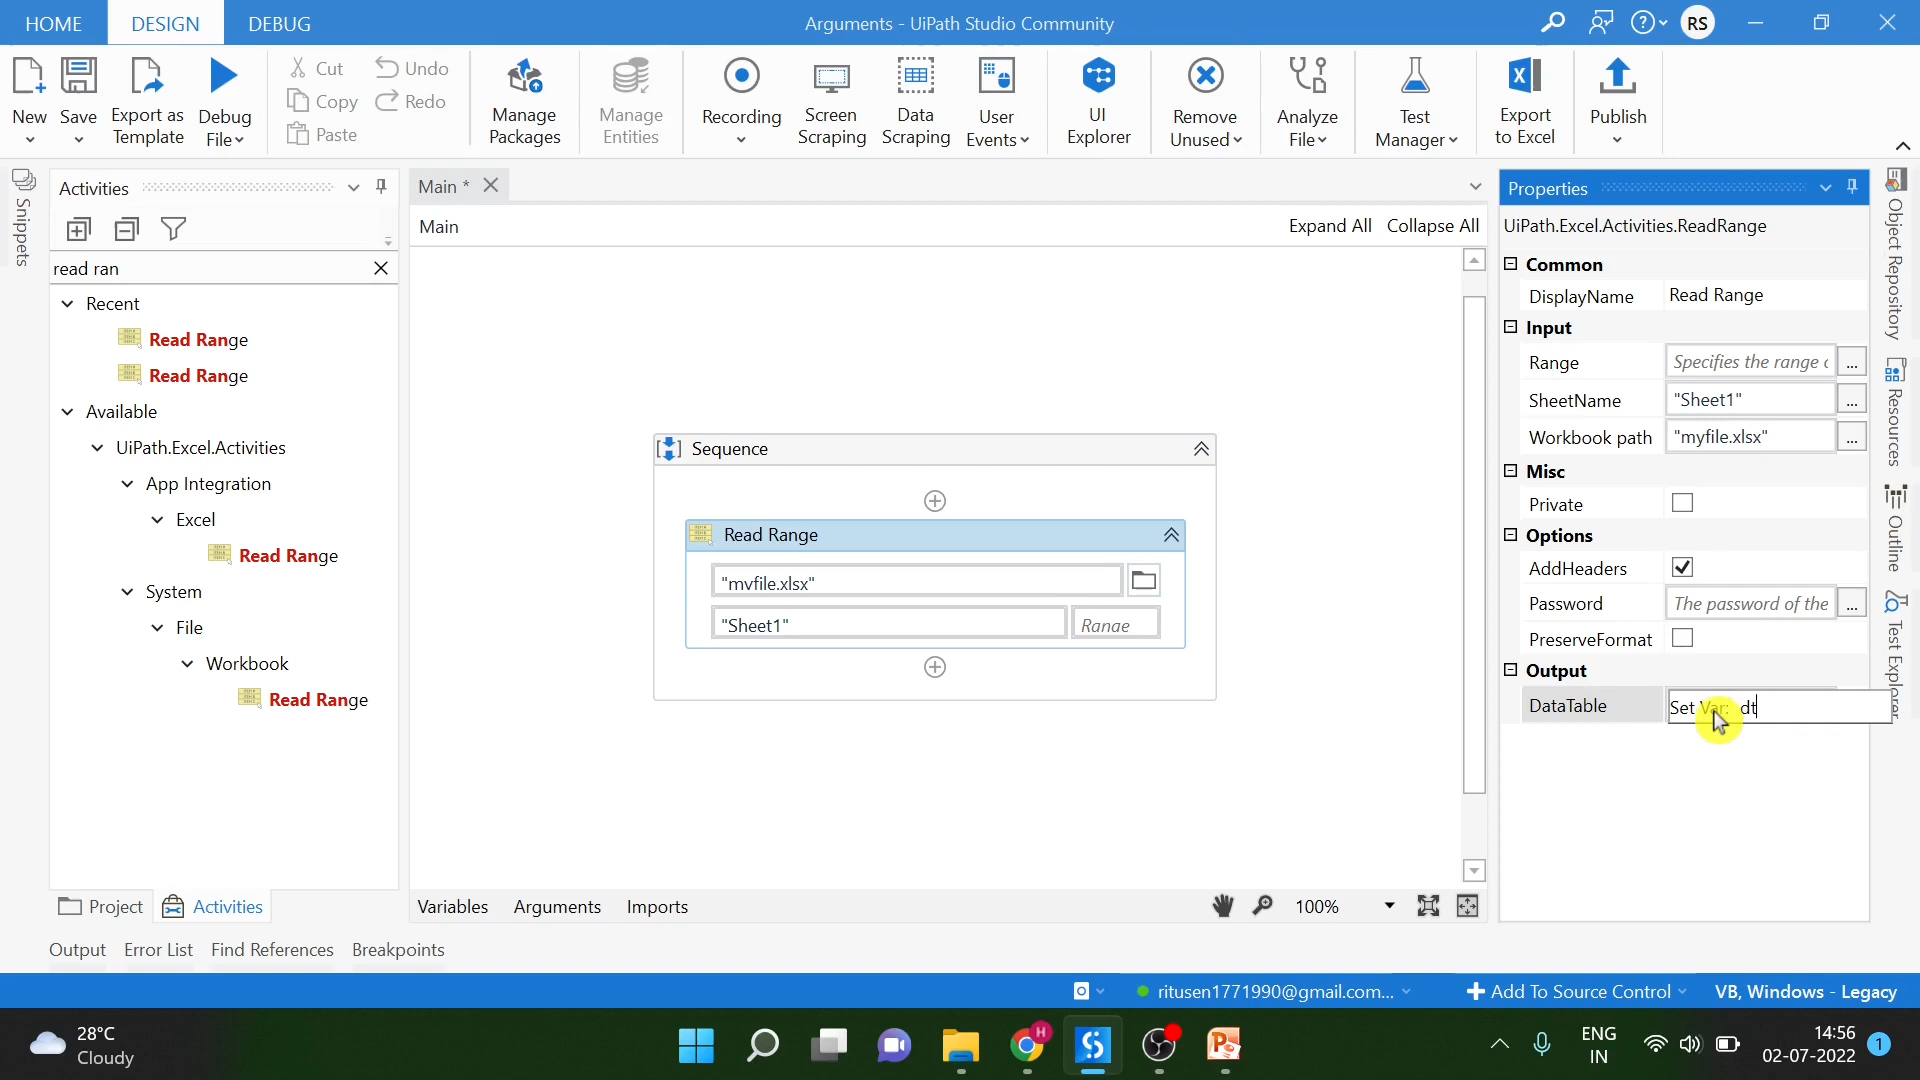 HOME DESIGN DEBUG Arguments - UiPath Studio Community RS
New Save Export as Template Debug File Cut Copy Paste Undo Redo Manage Packages Manage Entities Recording Screen Scraping Data Scraping User Events UI Explorer Remove Unused Analyze File Test Manager Export to Excel Publish
Snippets
Activities
read ran
Recent
Read Range
Read Range
Available
UiPath.Excel.Activities
App Integration
Excel
Read Range
System
File
Workbook
Read Range
Project Activities
Main *
Main Expand All Collapse All
Sequence
Read Range
"myfile.xlsx"
"Sheet1" Range
Variables Arguments Imports 100%
Properties
UiPath.Excel.Activities.ReadRange
Common
DisplayName Read Range
Input
Range Specifies the range
SheetName "Sheet1" ...
Workbook path "myfile.xlsx" ...
Misc
Private
Options
AddHeaders
Password The password of the ...
PreserveFormat
Output
DataTable Set Var: dt
Object Repository
Resources
Outline
Test Explorer
Output Error List Find References Breakpoints
ritusen1771990@gmail.com... Add To Source Control VB, Windows - Legacy
28°C
Cloudy
H
ENG
IN
14:56
02-07-2022
1